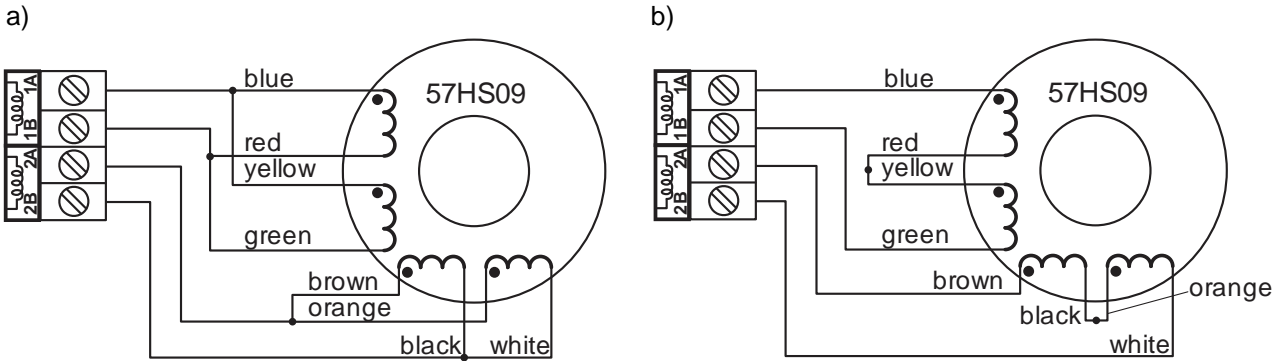 a)
blue
1A
1B
2A
2B
57HS09
red
yellow
green
brown
orange
black
white
b)
blue
1A
1B
2A
2B
57HS09
red
yellow
green
brown
orange
black
white